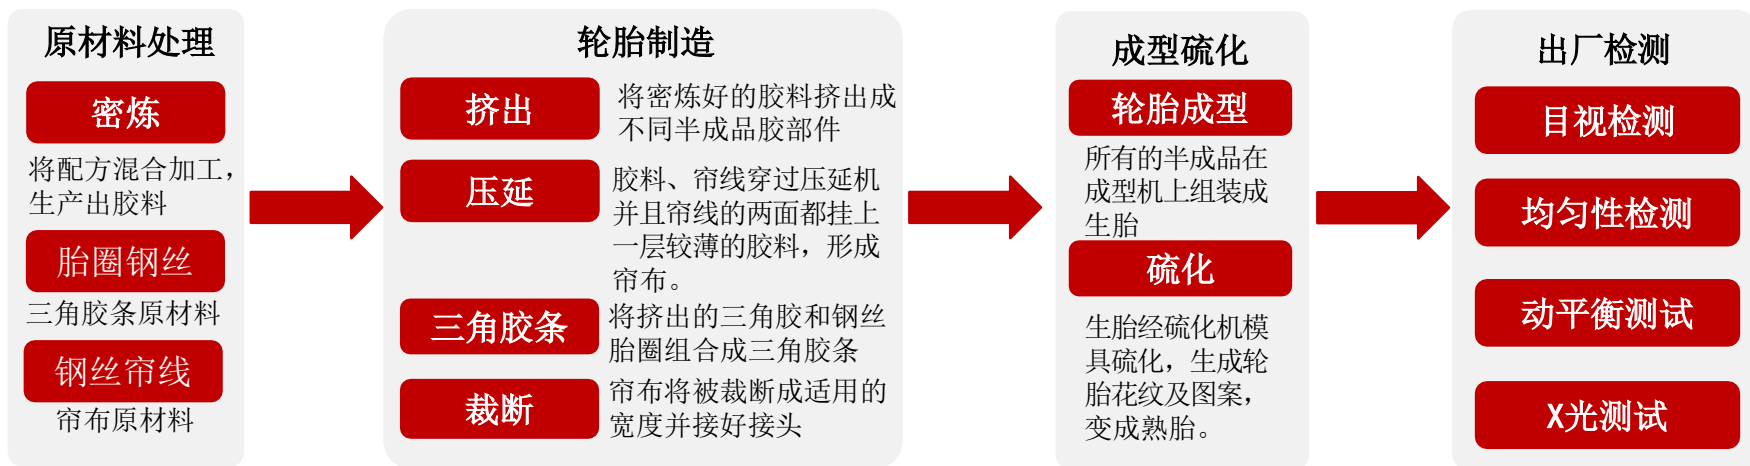 原材料处理
密炼
将配方混合加工，
生产出胶料
胎圈钢丝
三角胶条原材料
钢丝帘线
帘布原材料
轮胎制造
挤出
将密炼好的胶料挤出成
不同半成品胶部件
压延
胶料、帘线穿过压延机
并且帘线的两面都挂上
一层较薄的胶料，形成
帘布。
三角胶条
将挤出的三角胶和钢丝
胎圈组合成三角胶条
裁断
帘布将被裁断成适用的
宽度并接好接头
成型硫化
轮胎成型
所有的半成品在
成型机上组装成
生胎
硫化
生胎经硫化机模
具硫化，生成轮
胎花纹及图案，
变成熟胎。
出厂检测
目视检测
均匀性检测
动平衡测试
X光测试